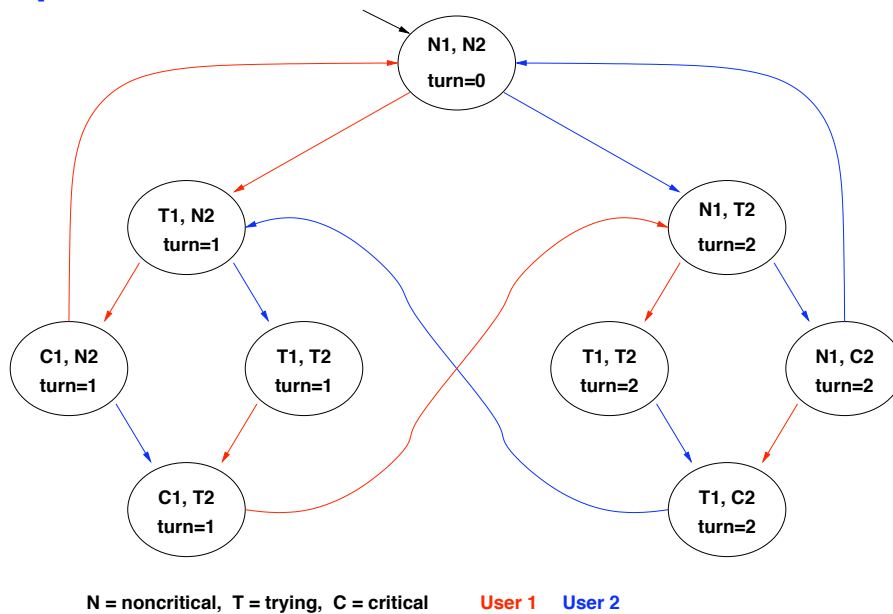 N1, N2
turn=0
T1, N2
turn=1
N1, T2
turn=2
C1, N2
turn=1
T1, T2
turn=1
T1, T2
turn=2
N1, C2
turn=2
C1, T2
turn=1
T1, C2
turn=2
N = noncritical, T = trying, C = critical User 1 User 2